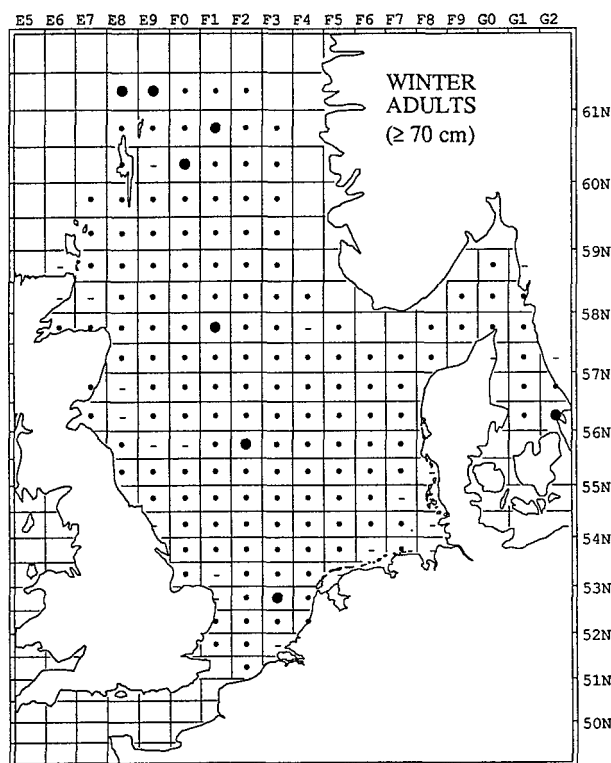 E5 E6 E7 E8 E9 F0 F1 F2 F3 F4 F5 F6 F7 F8 F9 G0 G1 G2
WINTER
ADULTS
(≥ 70 cm)
61N
60N
59N
58N
57N
56N
55N
54N
53N
52N
51N
50N